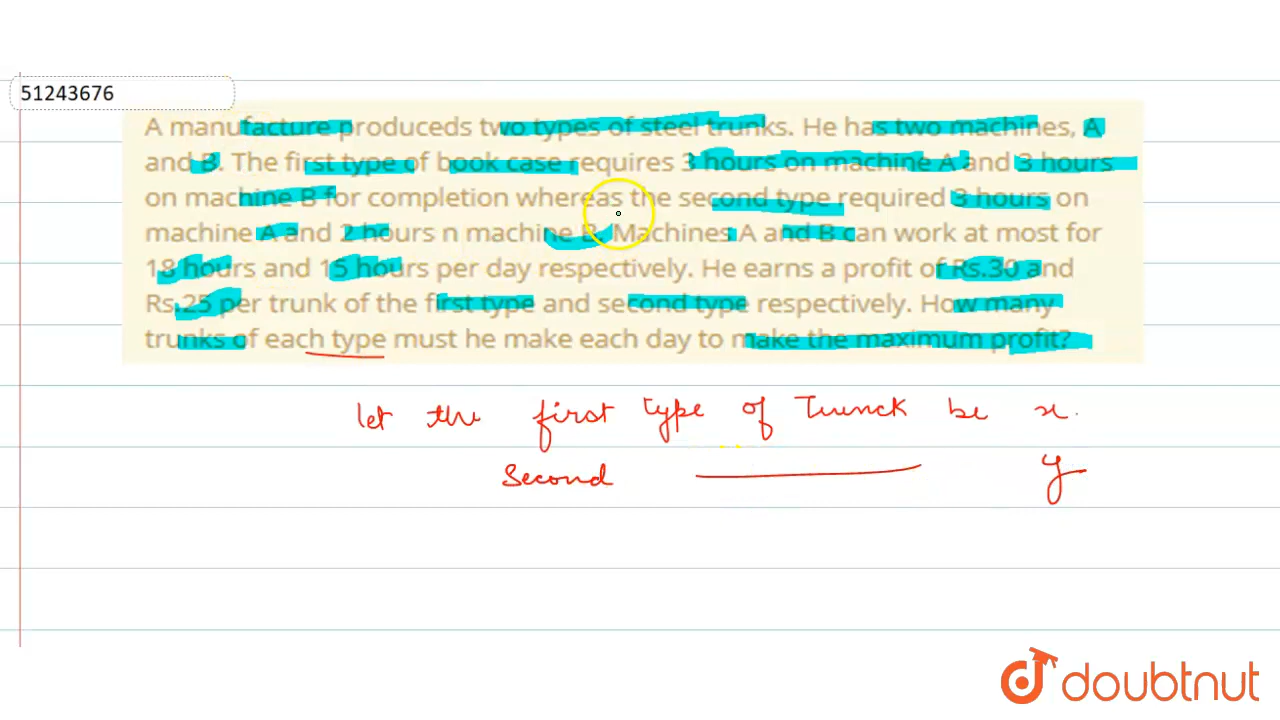 51243676
A manufacture produceds two types of steel trunks. He has two machines, A
and B. The first type of book case requires 3 hours on machine A and 3 hours
on machine B for completion whereas the second type required 3 hours on
machine A and 2 hours n machine B. Machines A and B can work at most for
18 hours and 15 hours per day respectively. He earns a profit of Rs.30 and
Rs.25 per trunk of the first type and second type respectively. How many
trunks of each type must he make each day to make the maximum profit?
let the first type of Trunck be x.
Second y
doubtnut